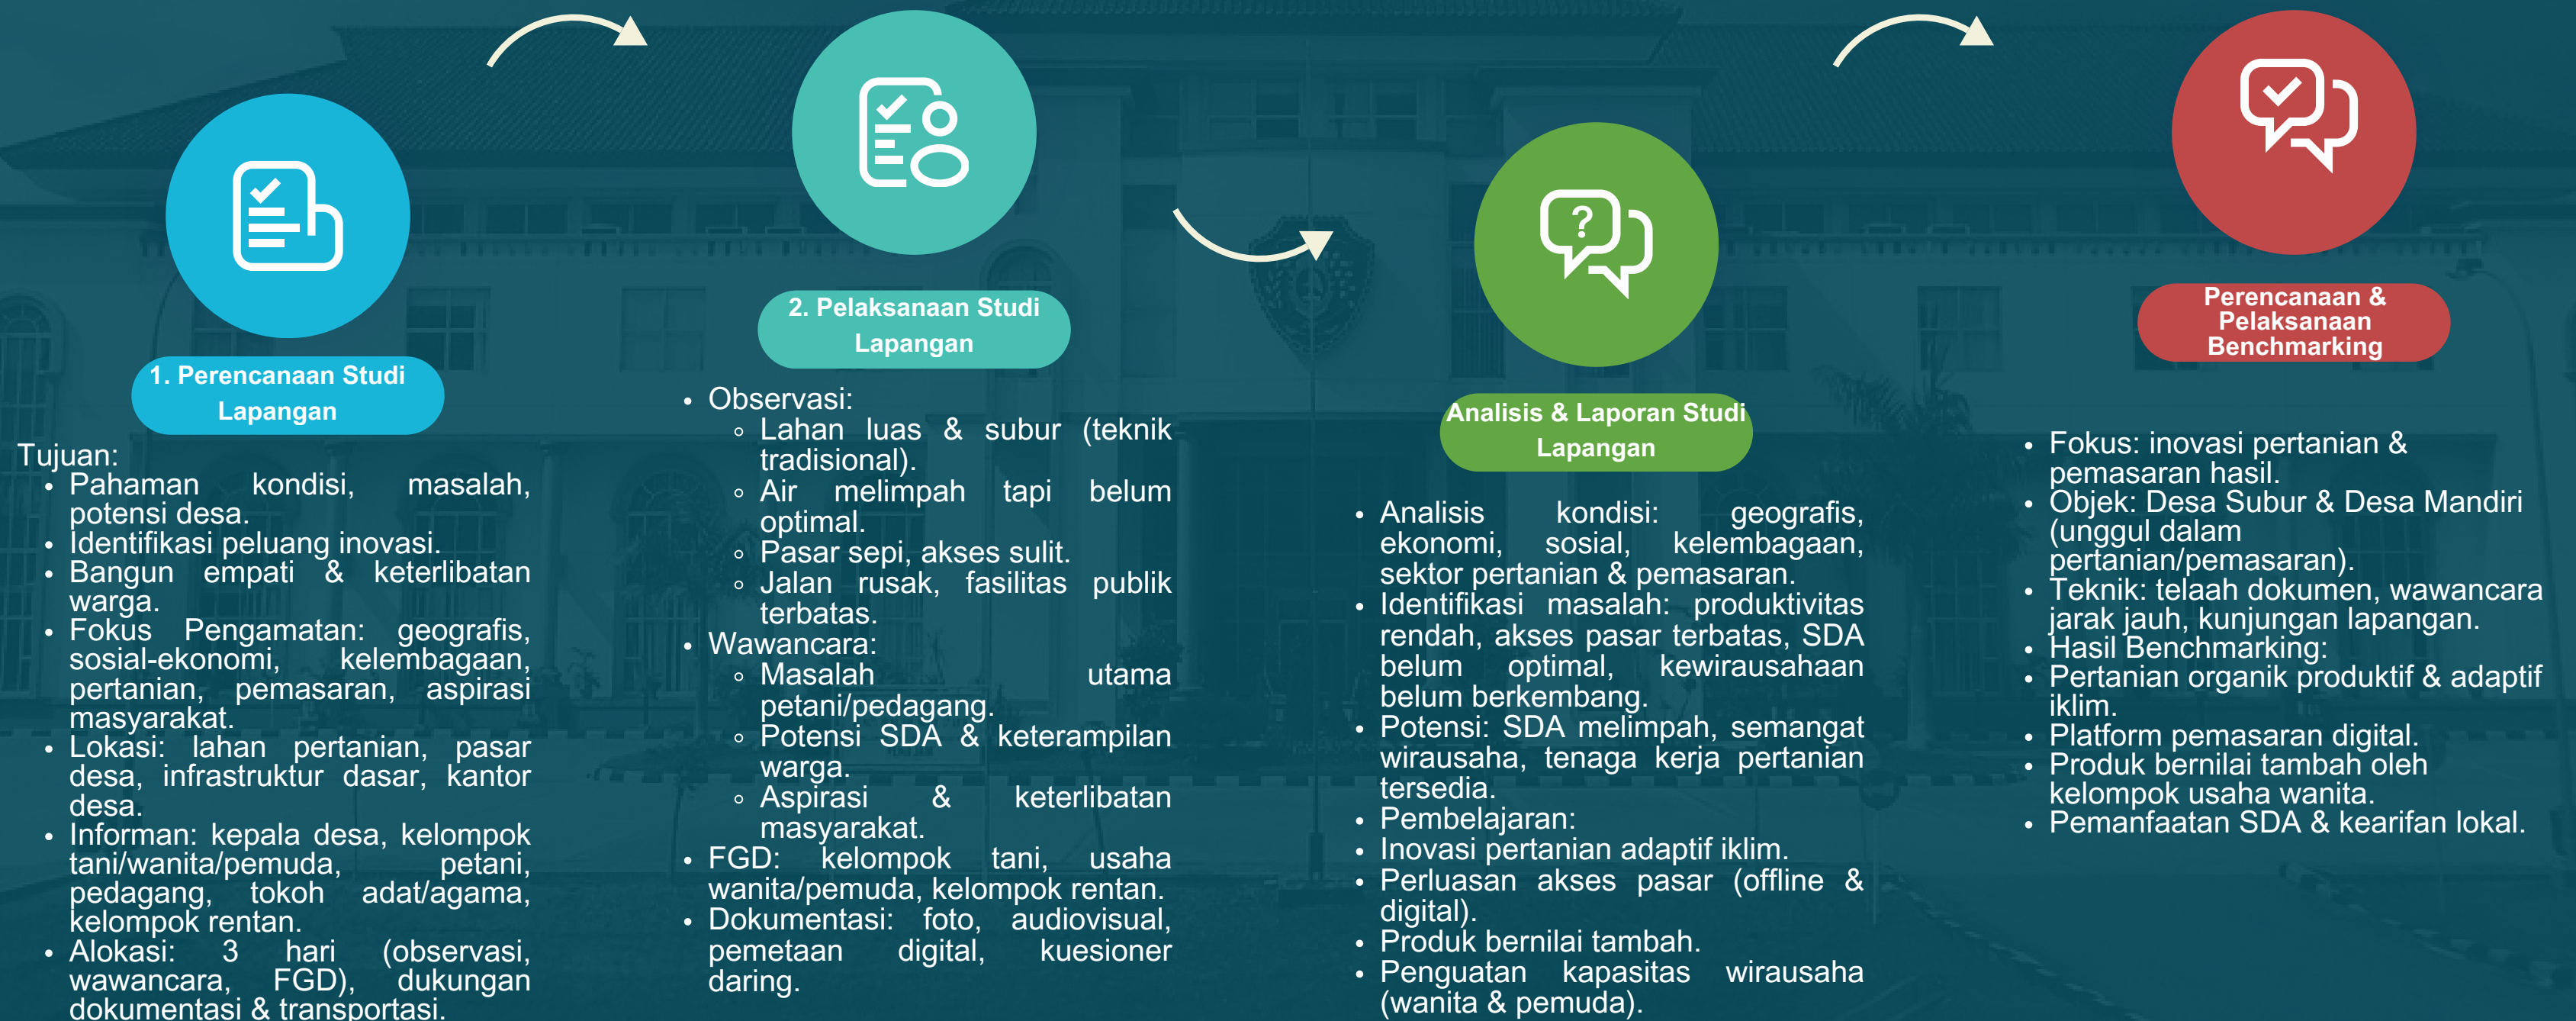 1. Perencanaan Studi
Lapangan
Tujuan:
• Pahaman kondisi, masalah,
potensi desa.
• Identifikasi peluang inovasi.
• Bangun empati & keterlibatan
warga.
• Fokus Pengamatan: geografis,
sosial-ekonomi, kelembagaan,
pertanian, pemasaran, aspirasi
masyarakat.
• Lokasi: lahan pertanian, pasar
desa, infrastruktur dasar, kantor
desa.
• Informan: kepala desa, kelompok
tani/wanita/pemuda, petani,
pedagang, tokoh adat/agama,
kelompok rentan.
• Alokasi: 3 hari (observasi,
wawancara, FGD), dukungan
dokumentasi & transportasi.
2. Pelaksanaan Studi
Lapangan
• Observasi:
◦ Lahan luas & subur (teknik
tradisional).
◦ Air melimpah tapi belum
optimal.
◦ Pasar sepi, akses sulit.
◦ Jalan rusak, fasilitas publik
terbatas.
• Wawancara:
◦ Masalah utama
petani/pedagang.
◦ Potensi SDA & keterampilan
warga.
◦ Aspirasi & keterlibatan
masyarakat.
• FGD: kelompok tani, usaha
wanita/pemuda, kelompok rentan.
• Dokumentasi: foto, audiovisual,
pemetaan digital, kuesioner
daring.
?
Analisis & Laporan Studi
Lapangan
• Analisis kondisi: geografis,
ekonomi, sosial, kelembagaan,
sektor pertanian & pemasaran.
• Identifikasi masalah: produktivitas
rendah, akses pasar terbatas, SDA
belum optimal, kewirausahaan
belum berkembang.
• Potensi: SDA melimpah, semangat
wirausaha, tenaga kerja pertanian
tersedia.
• Pembelajaran:
• Inovasi pertanian adaptif iklim.
• Perluasan akses pasar (offline &
digital).
• Produk bernilai tambah.
• Penguatan kapasitas wirausaha
(wanita & pemuda).
Perencanaan &
Pelaksanaan
Benchmarking
• Fokus: inovasi pertanian &
pemasaran hasil.
• Objek: Desa Subur & Desa Mandiri
(unggul dalam
pertanian/pemasaran).
• Teknik: telaah dokumen, wawancara
jarak jauh, kunjungan lapangan.
• Hasil Benchmarking:
• Pertanian organik produktif & adaptif
iklim.
• Platform pemasaran digital.
• Produk bernilai tambah oleh
kelompok usaha wanita.
• Pemanfaatan SDA & kearifan lokal.